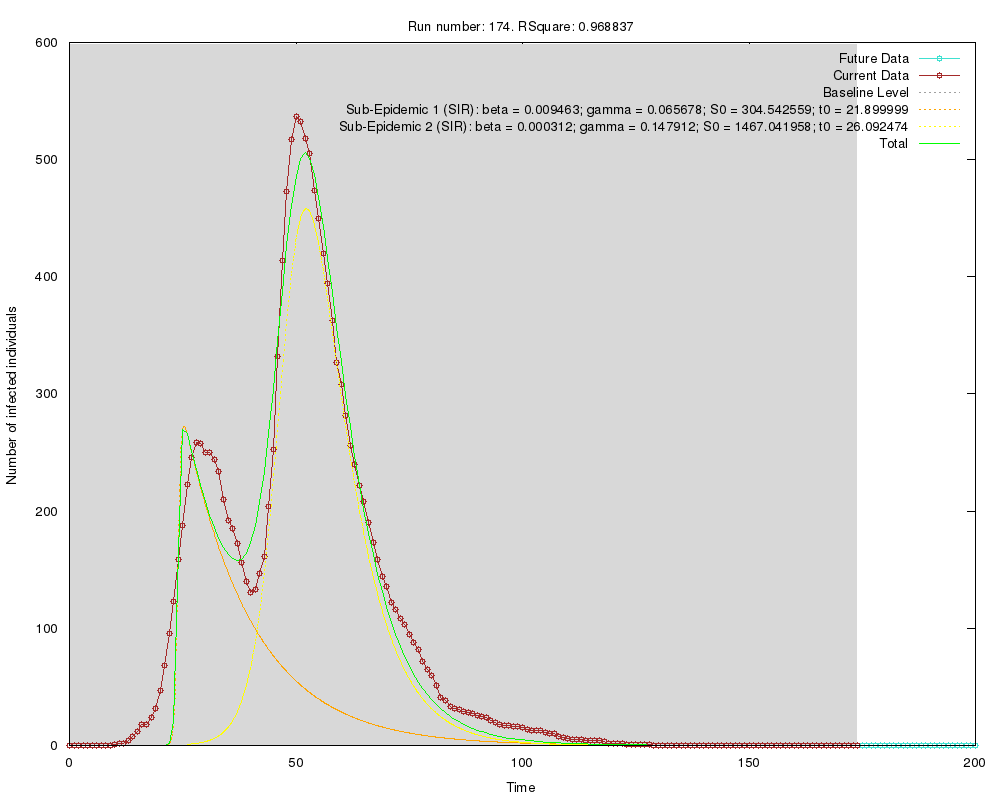 Run number: 174. RSquare: 0.968837
Future Data
Current Data
Baseline Level
Sub-Epidemic 1 (SIR): beta = 0.009463; gamma = 0.065678; S0 = 304.542559; t0 = 21.899999
Sub-Epidemic 2 (SIR): beta = 0.000312; gamma = 0.147912; S0 = 1467.041958; t0 = 26.092474
Total
Number of infected individuals
600
500
400
300
200
100
0
0 50 100 150 200
Time